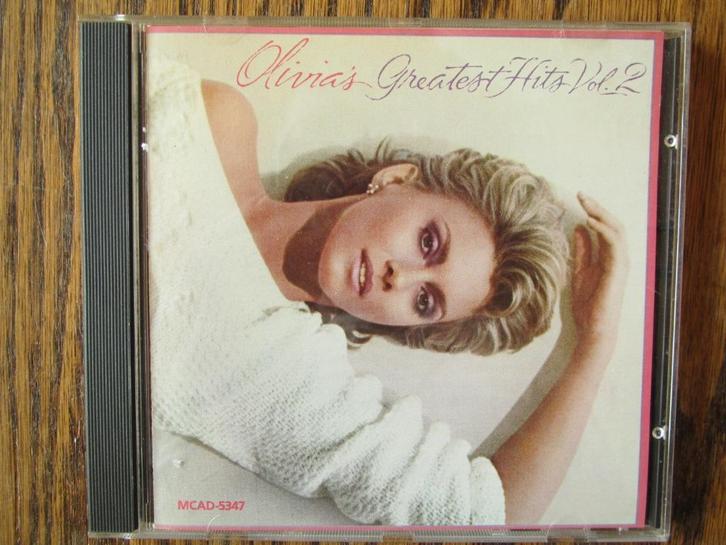 Olivia's Greatest Hits Vol. 2
MCAD-5347